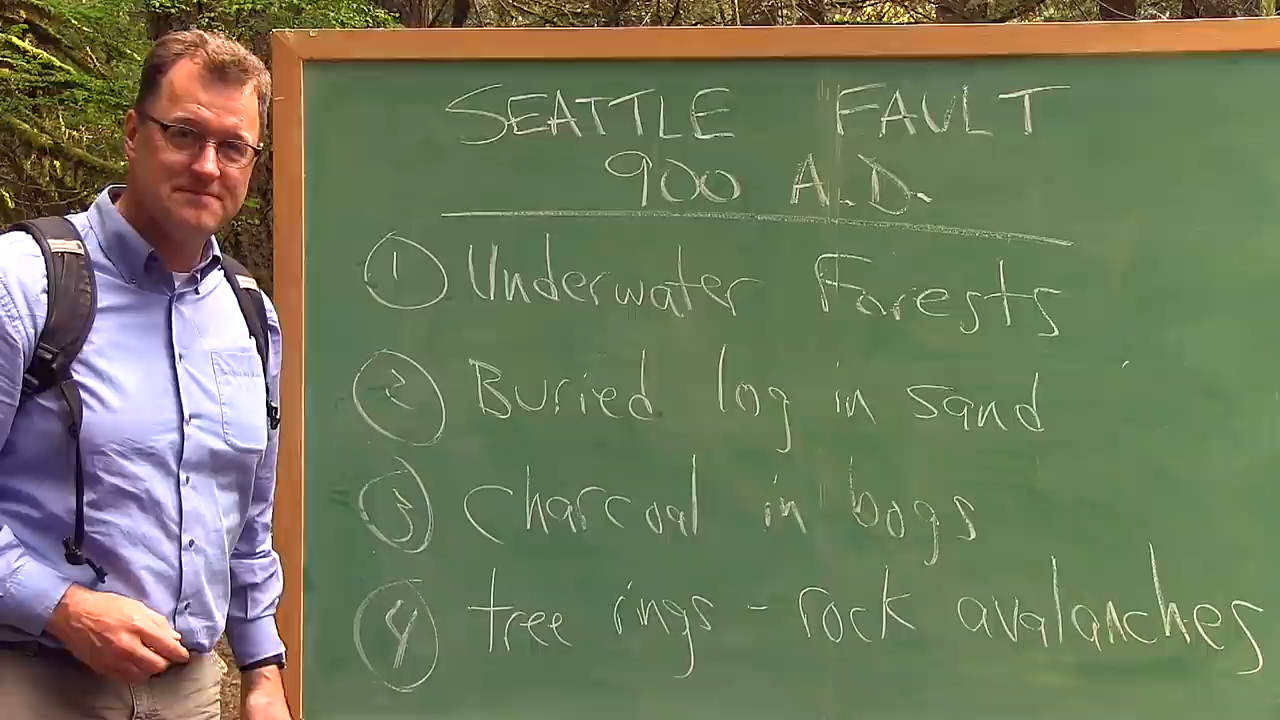 SEATTLE FAULT
900 A.D.
1 Underwater Forests
2 Buried log in sand
3 Charcoal in bogs
4 tree rings - rock avalanches